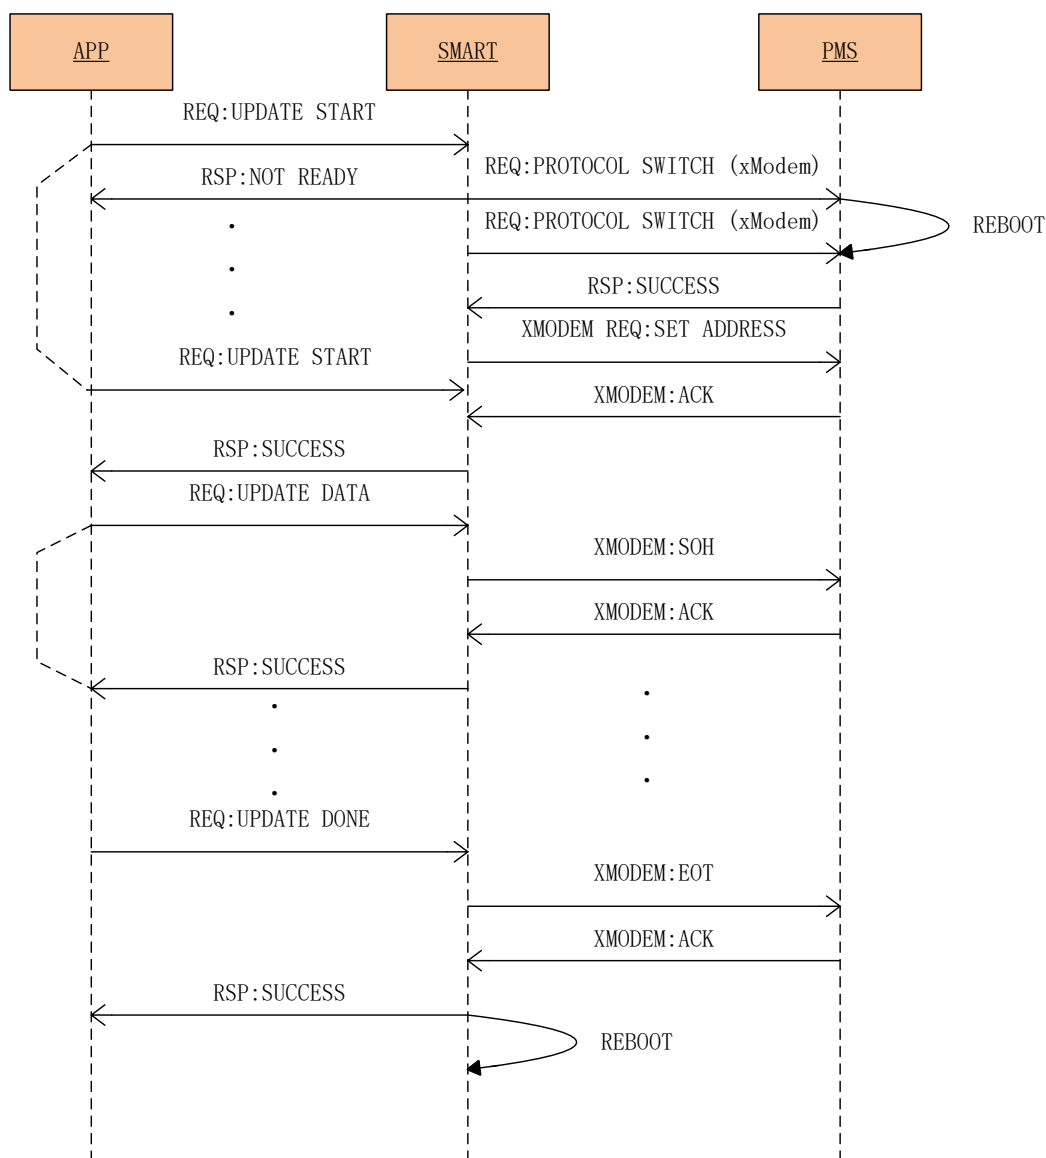 APP
SMART
PMS
REQ:UPDATE START
REQ:PROTOCOL SWITCH (xModem)
RSP:NOT READY
REQ:PROTOCOL SWITCH (xModem)
REBOOT
RSP:SUCCESS
XMODEM REQ:SET ADDRESS
REQ:UPDATE START
XMODEM:ACK
RSP:SUCCESS
REQ:UPDATE DATA
XMODEM:SOH
XMODEM:ACK
RSP:SUCCESS
REQ:UPDATE DONE
XMODEM:EOT
XMODEM:ACK
RSP:SUCCESS
REBOOT